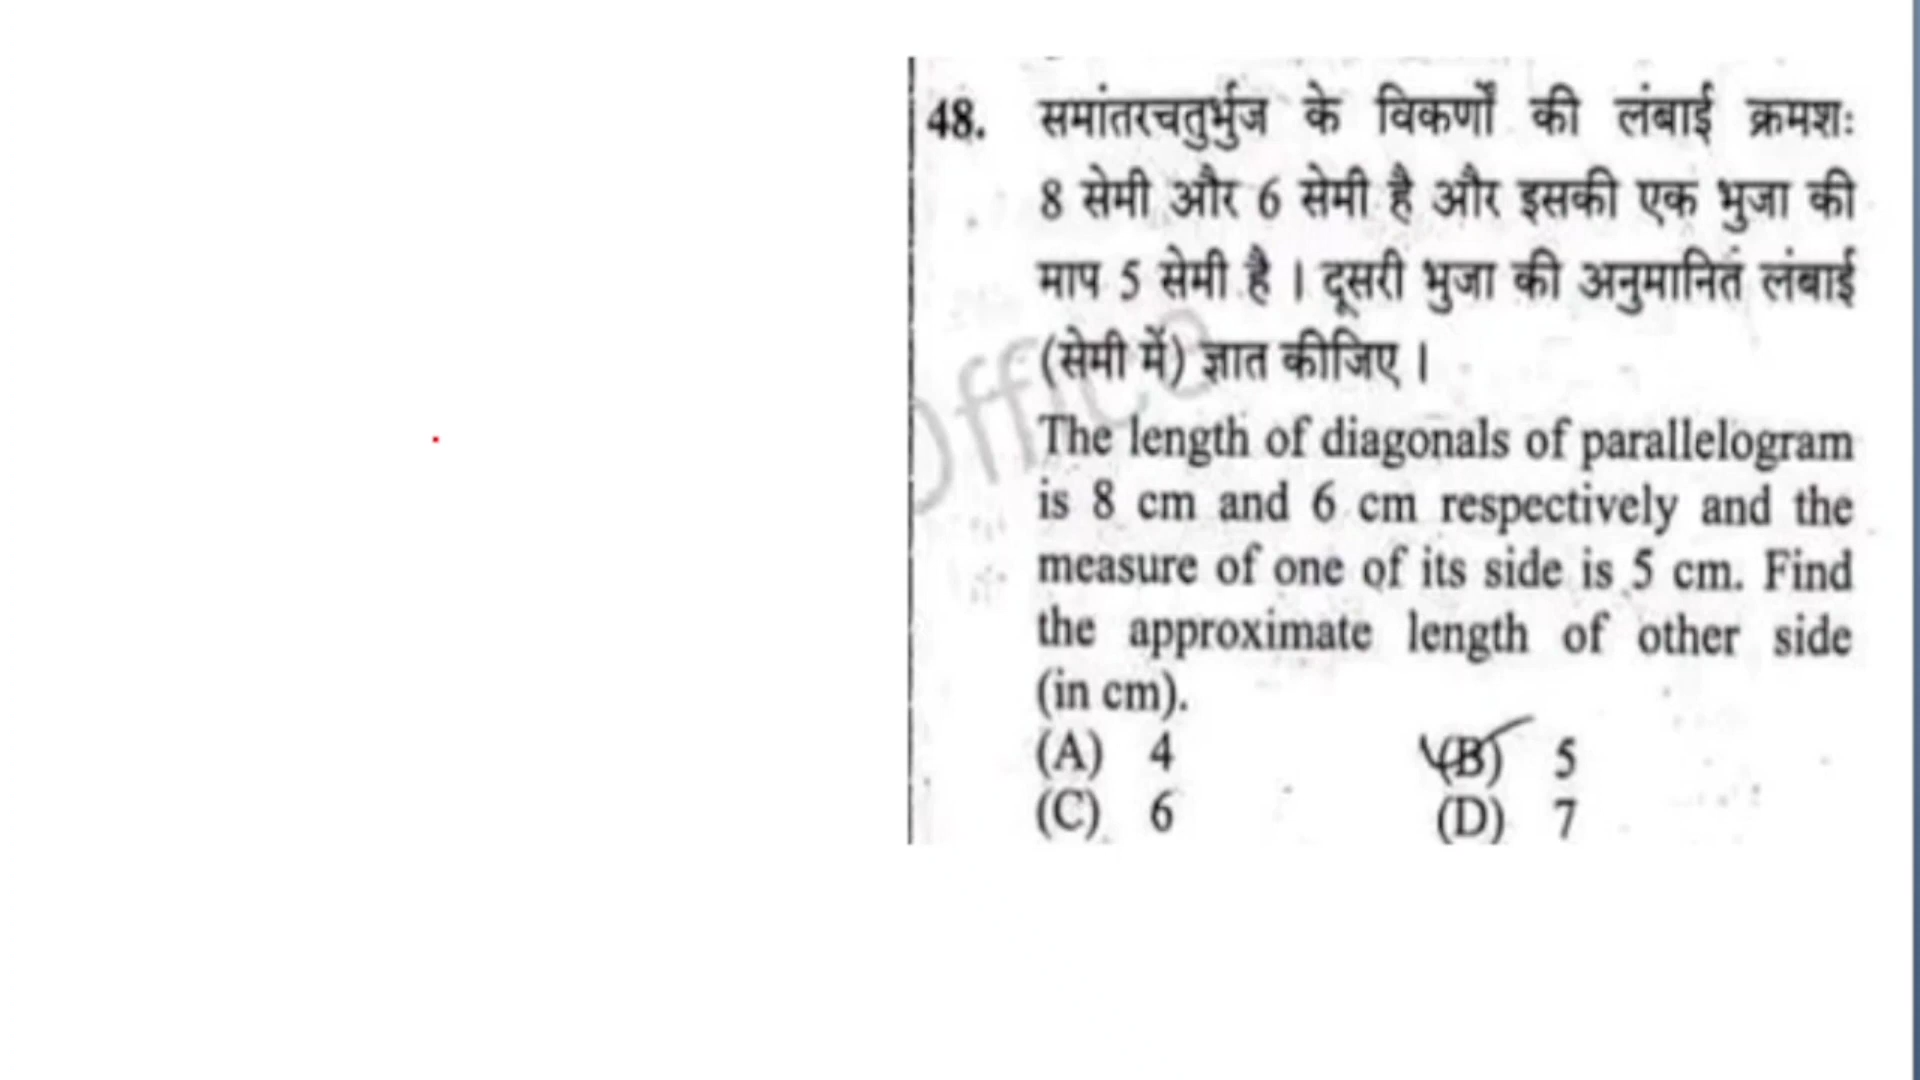 48. समांतरचतुर्भुज के विकर्णों की लंबाई क्रमशः
8 सेमी और 6 सेमी है और इसकी एक भुजा की
माप 5 सेमी है । दूसरी भुजा की अनुमानित लंबाई
(सेमी में) ज्ञात कीजिए ।
The length of diagonals of parallelogram
is 8 cm and 6 cm respectively and the
measure of one of its side is 5 cm. Find
the approximate length of other side
(in cm).
(A) 4 (B) 5
(C) 6 (D) 7